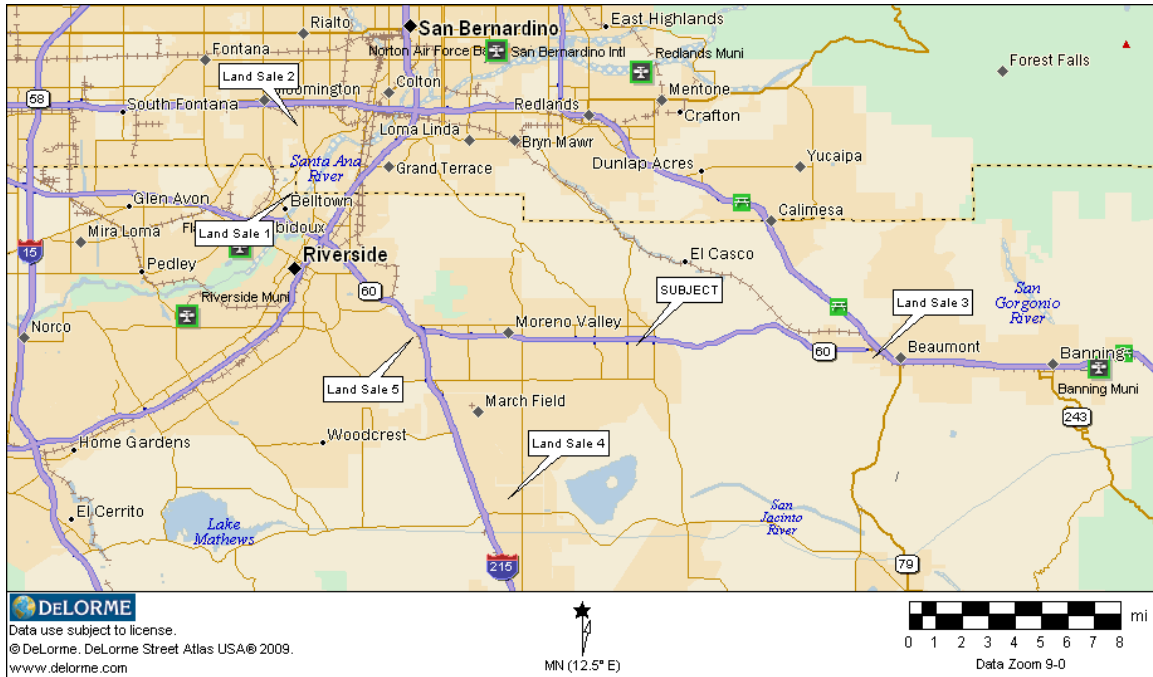 Rialto
San Bernardino
East Highlands
Fontana
Norton Air Force Ba
San Bernardino Intl
Redlands Muni
Forest Falls
Land Sale 2
58
South Fontana
oomington
Colton
Redlands
Mentone
Crafton
Loma Linda
Bryn Mawr
Santa Ana
River
Grand Terrace
Dunlap Acres
Yucaipa
Glen Avon
Belltown
Calimesa
Land Sale 1
Fla
bidoux
Mira Loma
15
Riverside
El Casco
Pedley
60
SUBJECT
San
Gorgonio
River
Riverside Muni
Land Sale 3
Norco
Moreno Valley
60
Beaumont
Banning
Banning Muni
Land Sale 5
March Field
243
Home Gardens
Woodcrest
Land Sale 4
El Cerrito
Lake
Mathews
San
Jacinto
River
215
79
DELORME
Data use subject to license.
© DeLorme. DeLorme Street Atlas USA® 2009.
www.delorme.com
MN (12.5° E)
mi
0 1 2 3 4 5 6 7 8
Data Zoom 9-0